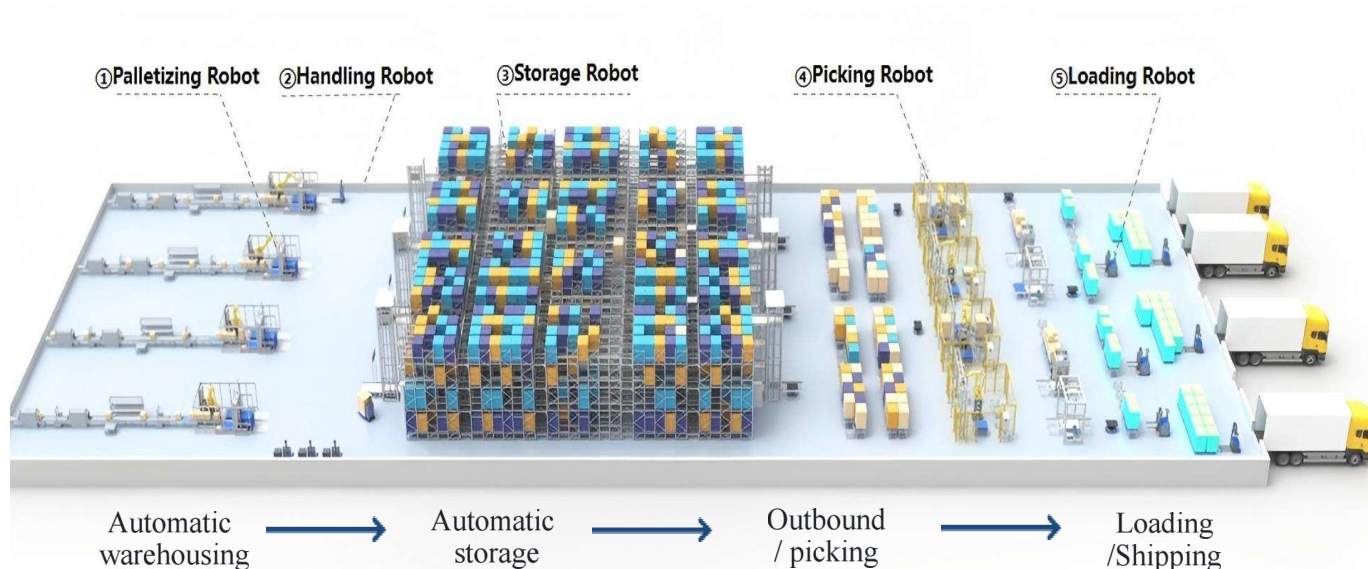 ①Palletizing Robot
②Handling Robot
③Storage Robot
④Picking Robot
⑤Loading Robot
Automatic
warehousing
Automatic
storage
Outbound
/ picking
Loading
/Shipping